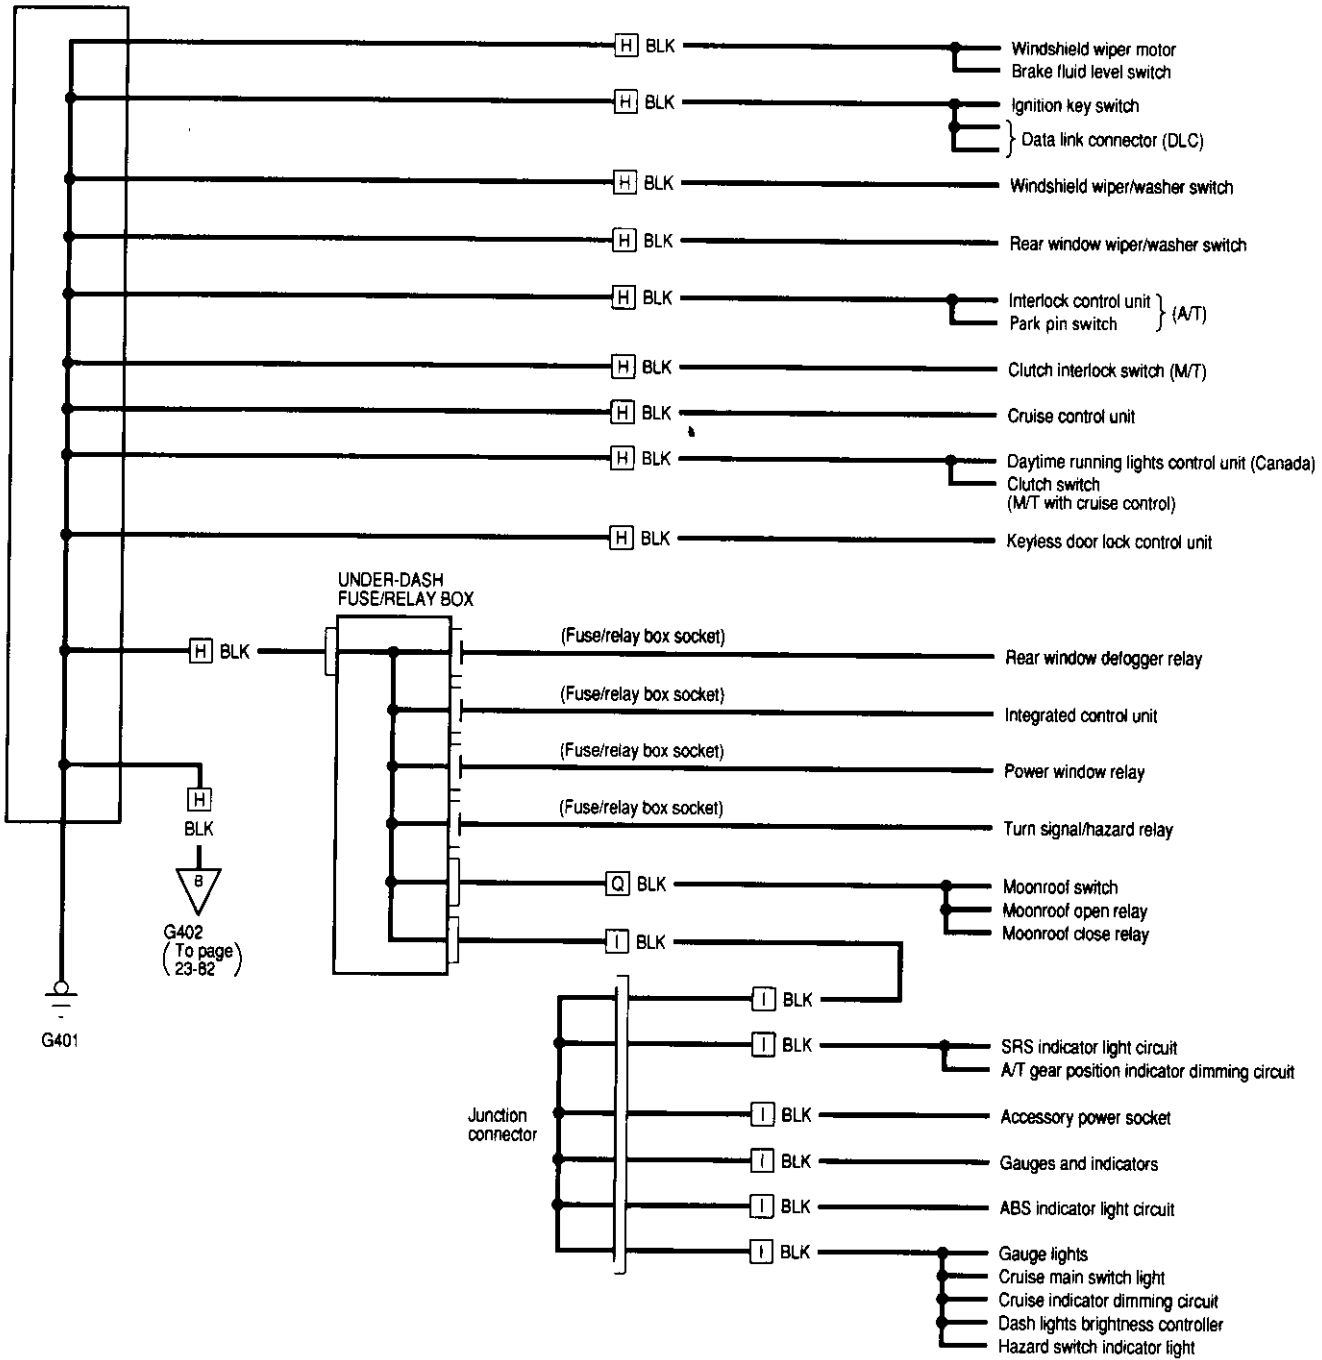 H BLK Windshield wiper motor
Brake fluid level switch
H BLK Ignition key switch
Data link connector (DLC)
H BLK Windshield wiper/washer switch
H BLK Rear window wiper/washer switch
H BLK Interlock control unit
Park pin switch
(A/T)
H BLK Clutch interlock switch (M/T)
H BLK Cruise control unit
H BLK Daytime running lights control unit (Canada)
Clutch switch
(M/T with cruise control)
H BLK Keyless door lock control unit
UNDER-DASH
FUSE/RELAY BOX
H BLK
(Fuse/relay box socket)
Rear window defogger relay
(Fuse/relay box socket)
Integrated control unit
(Fuse/relay box socket)
Power window relay
(Fuse/relay box socket)
Turn signal/hazard relay
H
BLK
B
G402
(To page
23-82)
Q BLK Moonroof switch
Moonroof open relay
Moonroof close relay
I BLK
G401
I BLK
I BLK SRS indicator light circuit
A/T gear position indicator dimming circuit
Junction
connector
I BLK Accessory power socket
I BLK Gauges and indicators
I BLK ABS indicator light circuit
I BLK Gauge lights
Cruise main switch light
Cruise indicator dimming circuit
Dash lights brightness controller
Hazard switch indicator light